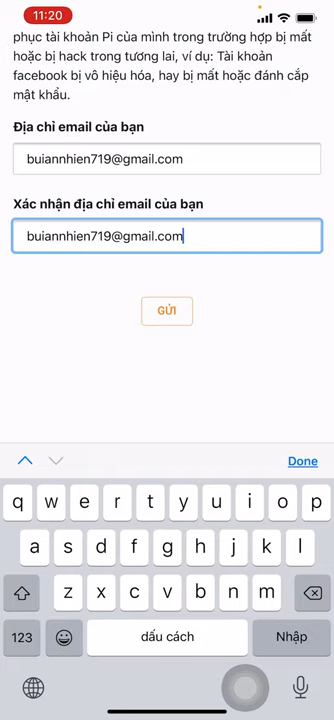 11:20
phục tài khoản Pi của mình trong trường hợp bị mất
hoặc bị hack trong tương lai, ví dụ: Tài khoản
facebook bị vô hiệu hóa, hay bị mất hoặc đánh cắp
mật khẩu.
Địa chỉ email của bạn
buiannhien719@gmail.com
Xác nhận địa chỉ email của bạn
buiannhien719@gmail.com
GỬI
Done
q w e r t y u i o p
a s d f g h j k l
z x c v b n m
123 dấu cách Nhập